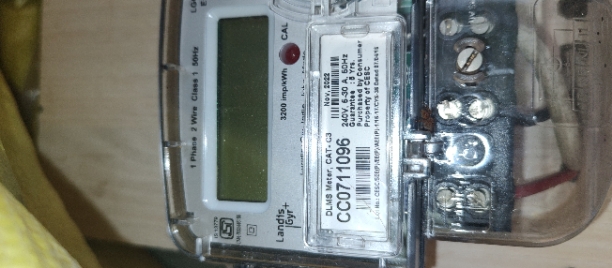 1 Phase 2 Wire Class 1 50Hz
3200 imp/kWh
CAL
Landis
Gyr+
DLMS Meter, CAT- C3
Nov, 2022
CC0711096
240V, 5-30 A, 50Hz
Guarantee : 5 Yrs.
Purchased by Consumer
Property of CESC